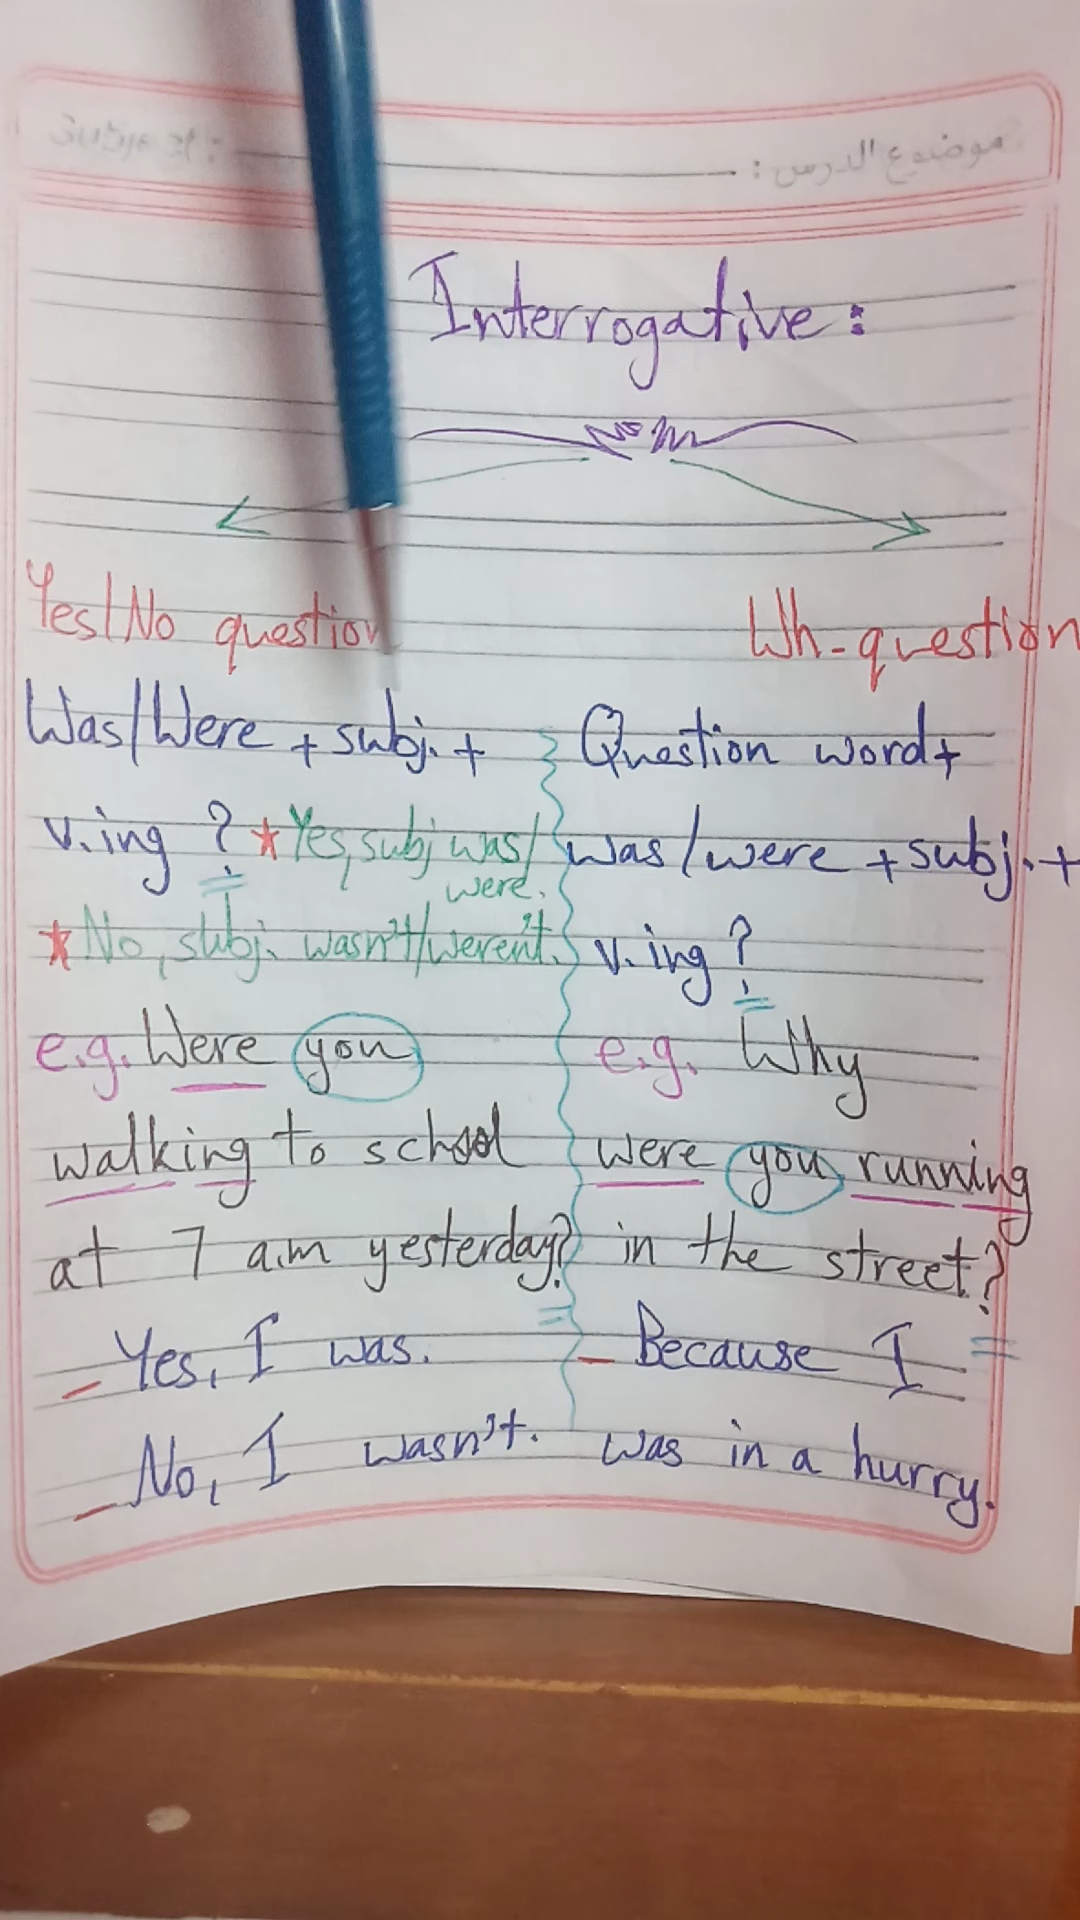 Subject:
موضوع الدرس :
Interrogative :
Yes/No question
Was/Were + subj. +
v.ing ? * Yes, subj was/
were.
* No, subj. wasn't/weren't.
e.g. Were you
walking to school
at 7 a.m yesterday?
- Yes, I was.
- No, I wasn't.
Wh-question
Question word +
was/were + subj. +
v.ing ?
e.g. Why
were you running
in the street?
- Because I
was in a hurry.